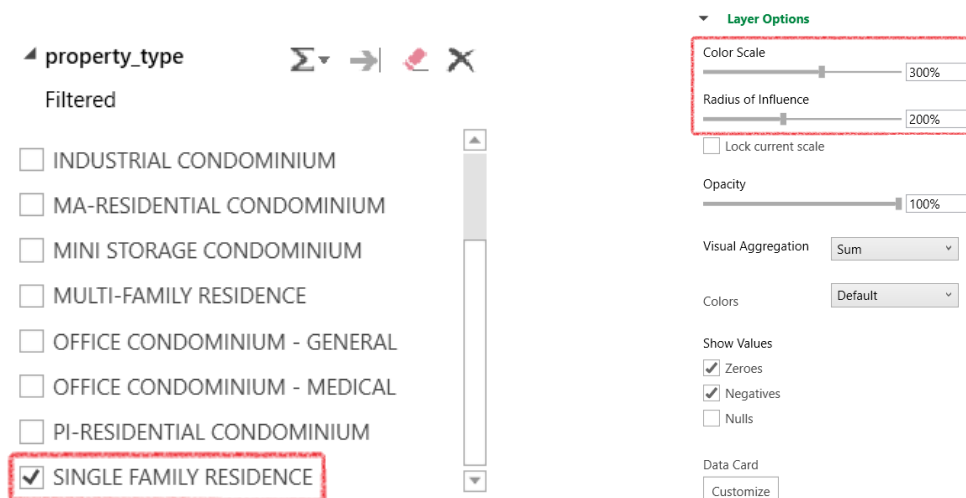 property_type
Filtered
INDUSTRIAL CONDOMINIUM
MA-RESIDENTIAL CONDOMINIUM
MINI STORAGE CONDOMINIUM
MULTI-FAMILY RESIDENCE
OFFICE CONDOMINIUM - GENERAL
OFFICE CONDOMINIUM - MEDICAL
PI-RESIDENTIAL CONDOMINIUM
SINGLE FAMILY RESIDENCE
Layer Options
Color Scale
300%
Radius of Influence
200%
Lock current scale
Opacity
100%
Visual Aggregation Sum
Colors Default
Show Values
Zeroes
Negatives
Nulls
Data Card
Customize